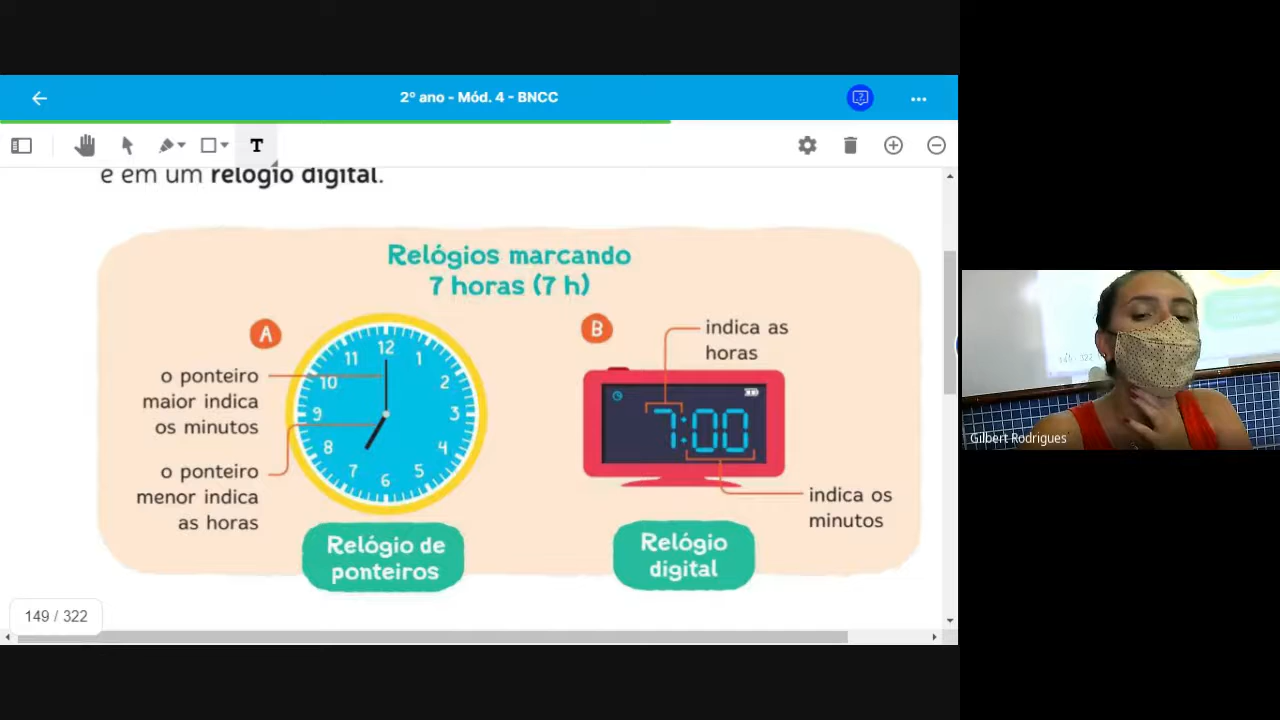 2º ano - Mód. 4 - BNCC
T
e em um relógio digital.
Relógios marcando
7 horas (7 h)
A
o ponteiro
maior indica
os minutos
o ponteiro
menor indica
as horas
12
1
2
3
4
5
6
7
8
9
10
11
Relógio de
ponteiros
B
indica as
horas
7:00
indica os
minutos
Relógio
digital
149 / 322
Gilbert Rodrigues